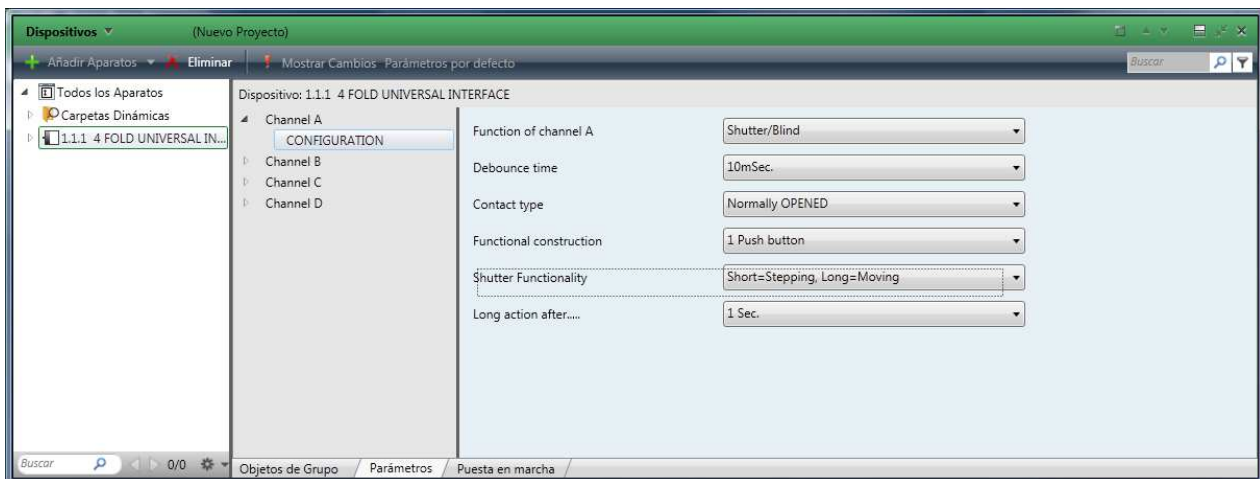 Dispositivos (Nuevo Proyecto)
Añadir Aparatos Eliminar Mostrar Cambios Parámetros por defecto Buscar
Todos los Aparatos
Carpetas Dinámicas
1.1.1 4 FOLD UNIVERSAL IN...
Buscar 0/0
Dispositivo: 1.1.1 4 FOLD UNIVERSAL INTERFACE
Channel A
CONFIGURATION
Channel B
Channel C
Channel D
Function of channel A Shutter/Blind
Debounce time 10mSec.
Contact type Normally OPENED
Functional construction 1 Push button
Shutter Functionality Short=Stepping, Long=Moving
Long action after..... 1 Sec.
Objetos de Grupo Parámetros Puesta en marcha